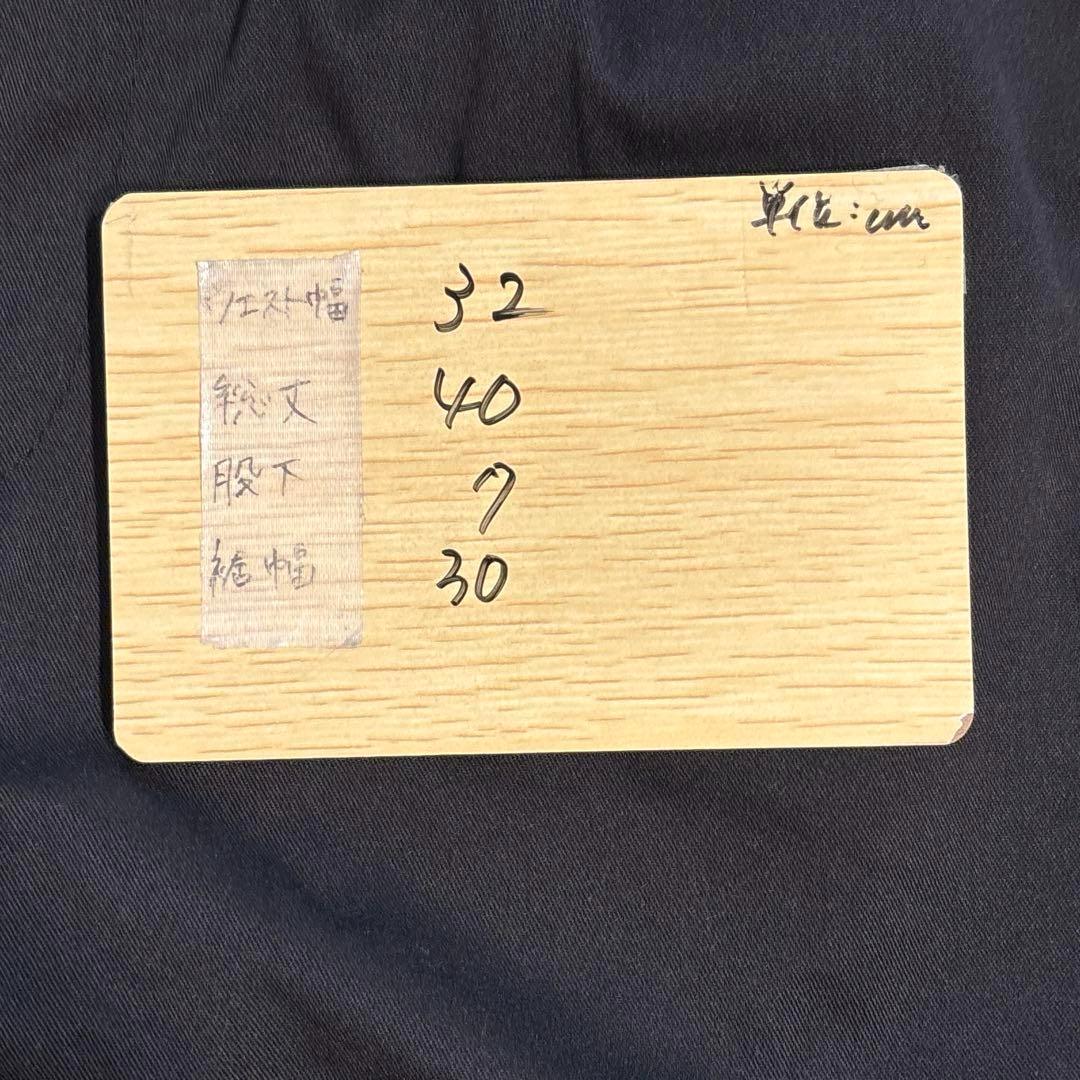 単位:cm
ウエスト幅 32
総丈 40
股下 7
裾幅 30